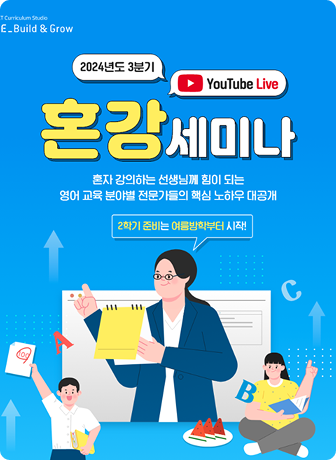 T Curriculum Studio
E_Build & Grow
2024년도 3분기
YouTube Live
혼강세미나
혼자 강의하는 선생님께 힘이 되는
영어 교육 분야별 전문가들의 핵심 노하우 대공개
2학기 준비는 여름방학부터 시작!
C
A
100
B